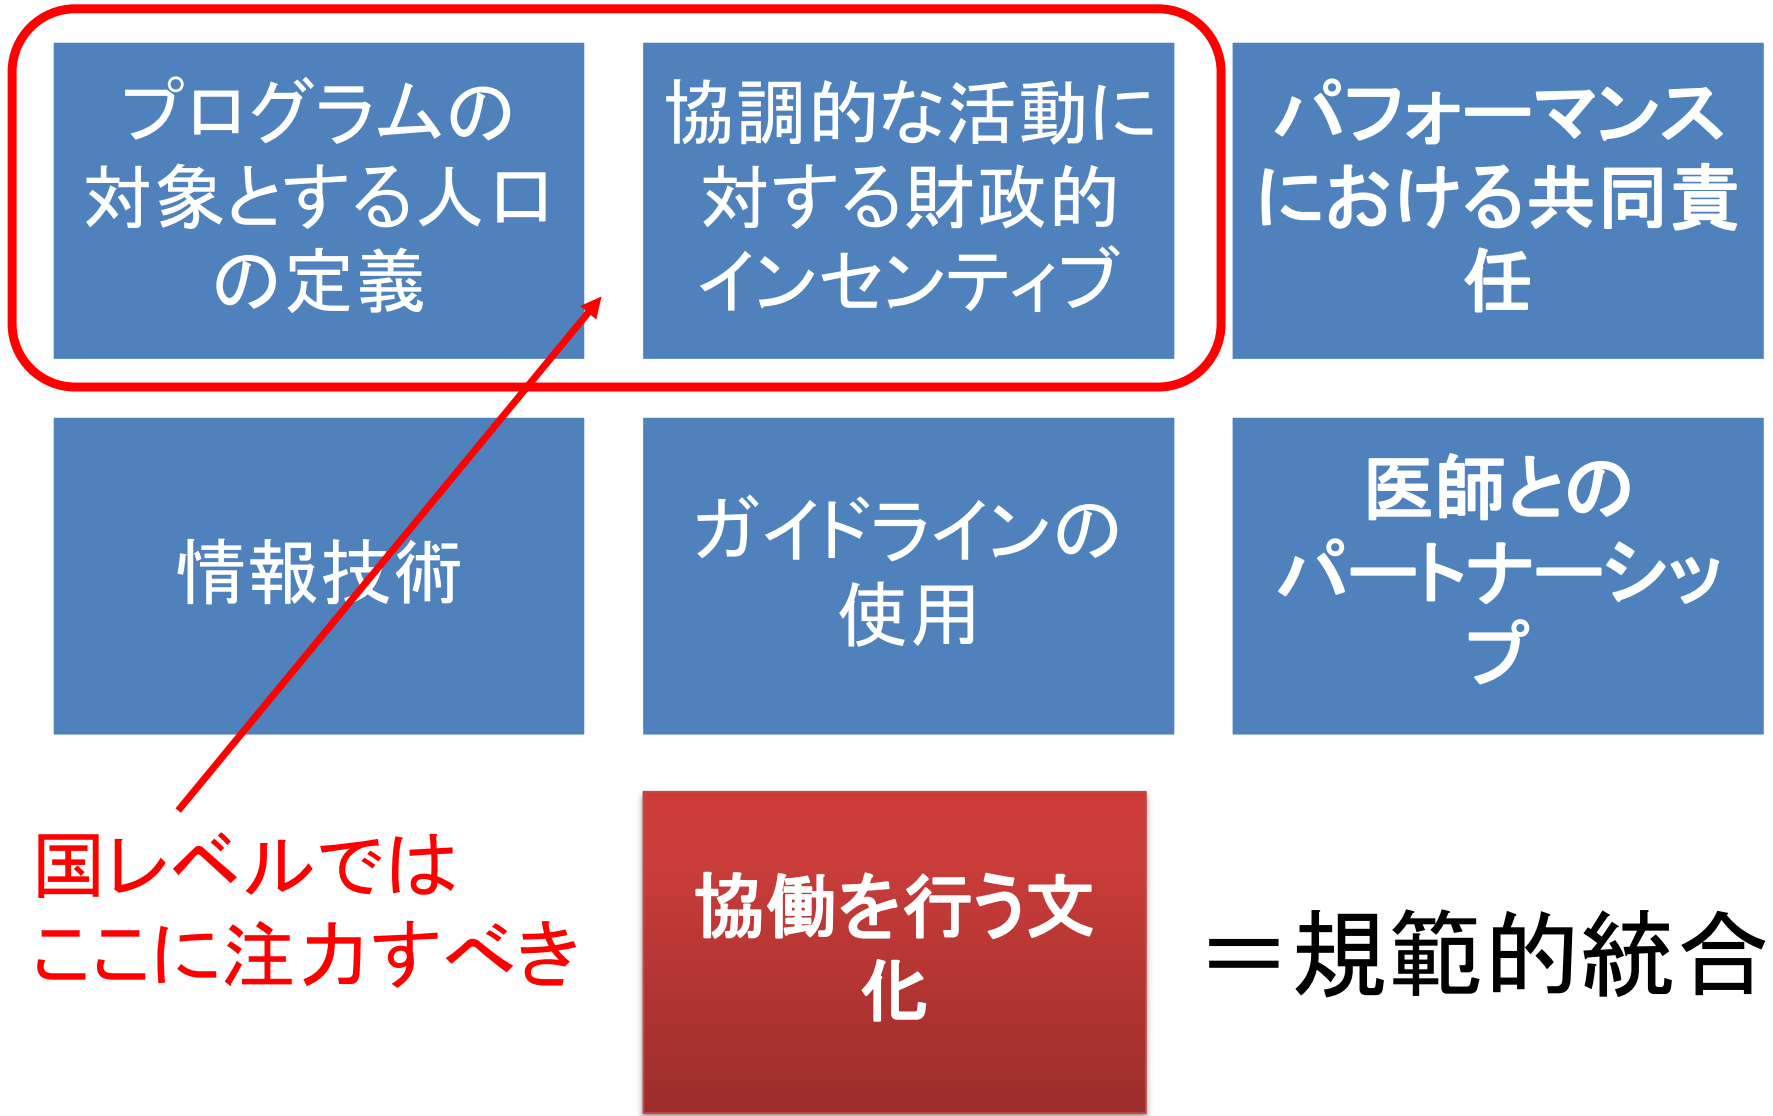 プログラムの
対象とする人口
の定義
協調的な活動に
対する財政的
インセンティブ
パフォーマンス
における共同責
任
情報技術
ガイドラインの
使用
医師との
パートナーシッ
プ
国レベルでは
ここに注力すべき
協働を行う文
化
＝規範的統合